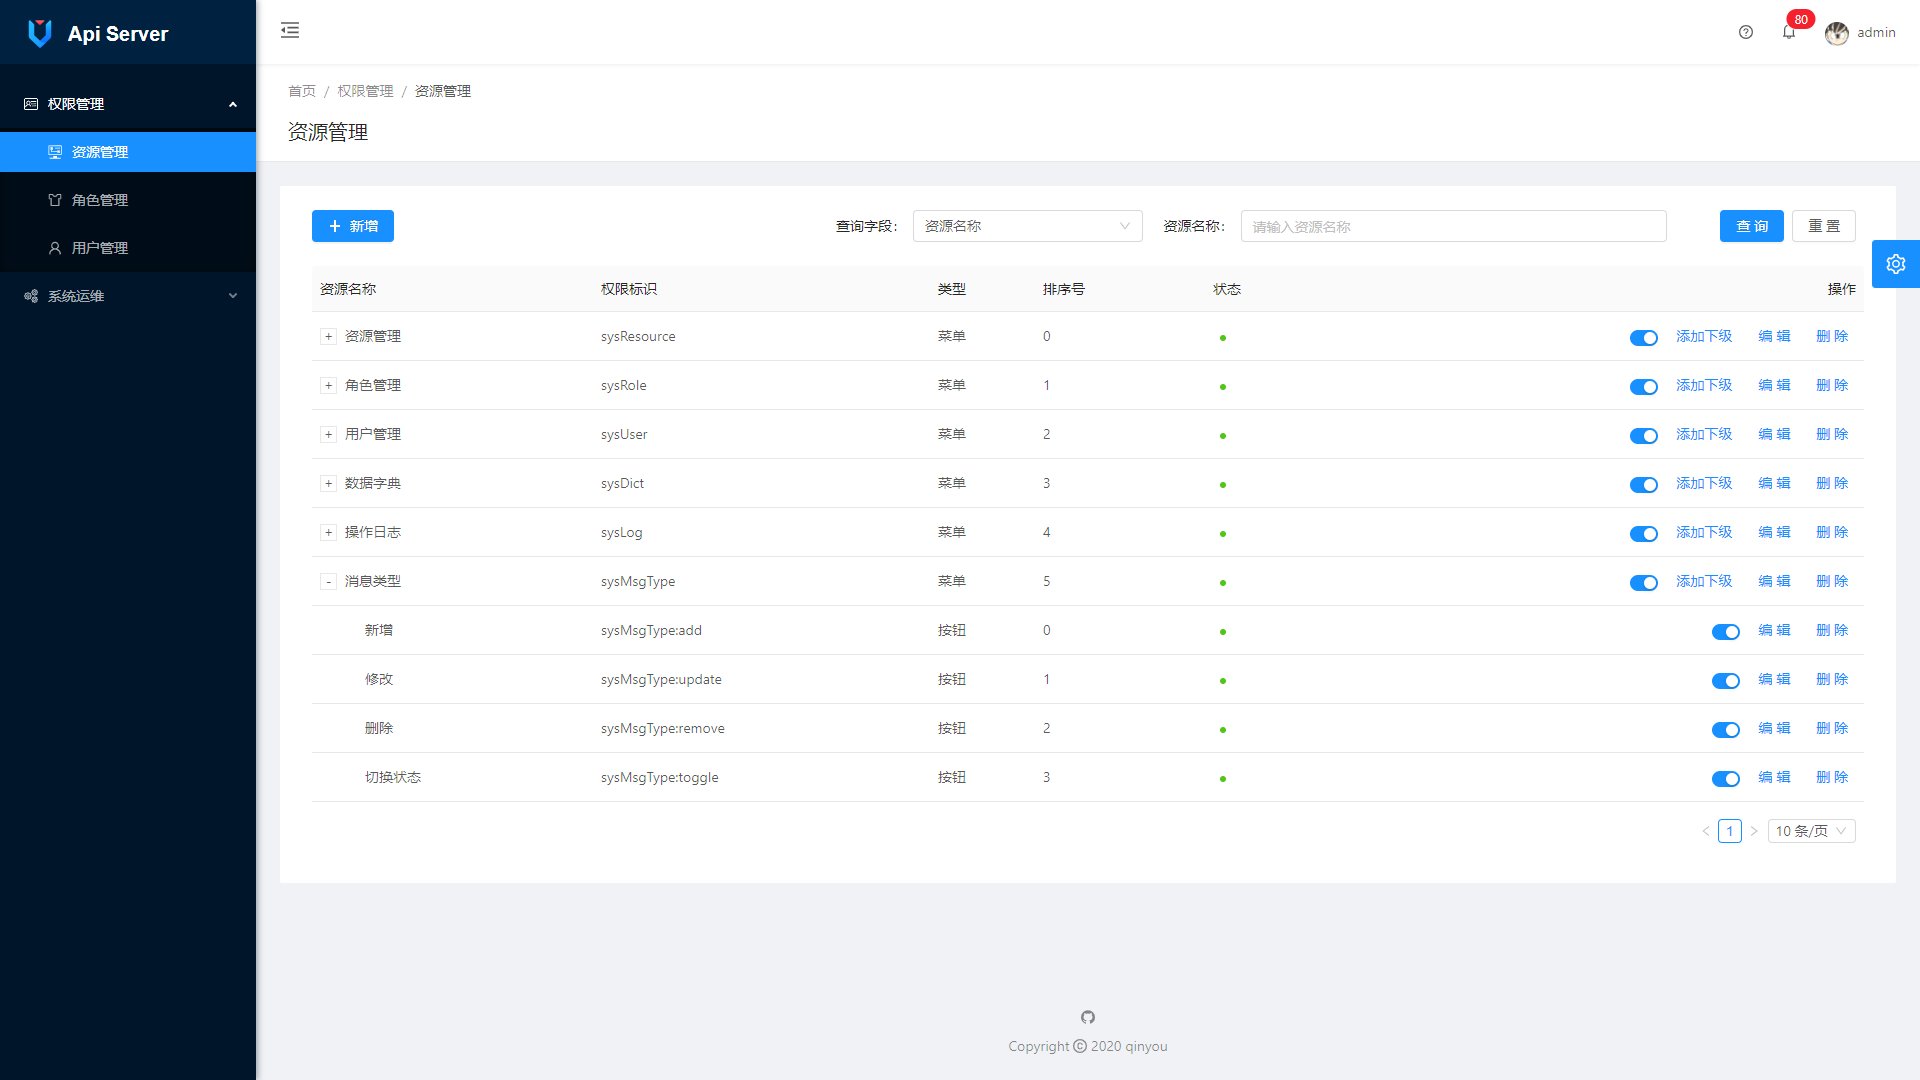 Api Server
80
admin
权限管理
资源管理
角色管理
用户管理
系统运维
首页 / 权限管理 / 资源管理
资源管理
+ 新增 查询字段: 资源名称 资源名称: 请输入资源名称 查 询 重 置
资源名称 权限标识 类型 排序号 状态 操作
+ 资源管理 sysResource 菜单 0 添加下级 编 辑 删 除
+ 角色管理 sysRole 菜单 1 添加下级 编 辑 删 除
+ 用户管理 sysUser 菜单 2 添加下级 编 辑 删 除
+ 数据字典 sysDict 菜单 3 添加下级 编 辑 删 除
+ 操作日志 sysLog 菜单 4 添加下级 编 辑 删 除
- 消息类型 sysMsgType 菜单 5 添加下级 编 辑 删 除
新增 sysMsgType:add 按钮 0 编 辑 删 除
修改 sysMsgType:update 按钮 1 编 辑 删 除
删除 sysMsgType:remove 按钮 2 编 辑 删 除
切换状态 sysMsgType:toggle 按钮 3 编 辑 删 除
< 1 > 10 条/页
Copyright © 2020 qinyou